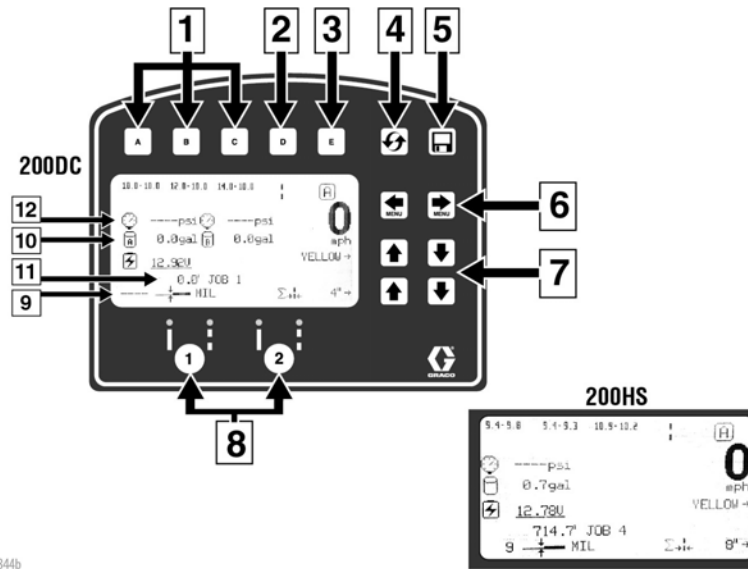 1 2 3 4 5
A B C D E
200DC
10.0-10.0 12.0-10.0 14.0-10.0 A
12 ----psi ----psi 0
10 A 0.0gal B 0.0gal mph
12.92V YELLOW→
11 0.0' JOB 1
9 ---- MIL Σ 4"→
MENU MENU 6
7
1 2
GRACO
8
200HS
5.4-5.8 5.4-5.3 10.9-10.2 A
----psi 0
0.7gal mph
12.78V YELLOW→
714.7' JOB 4
9 MIL Σ 8"→
344b